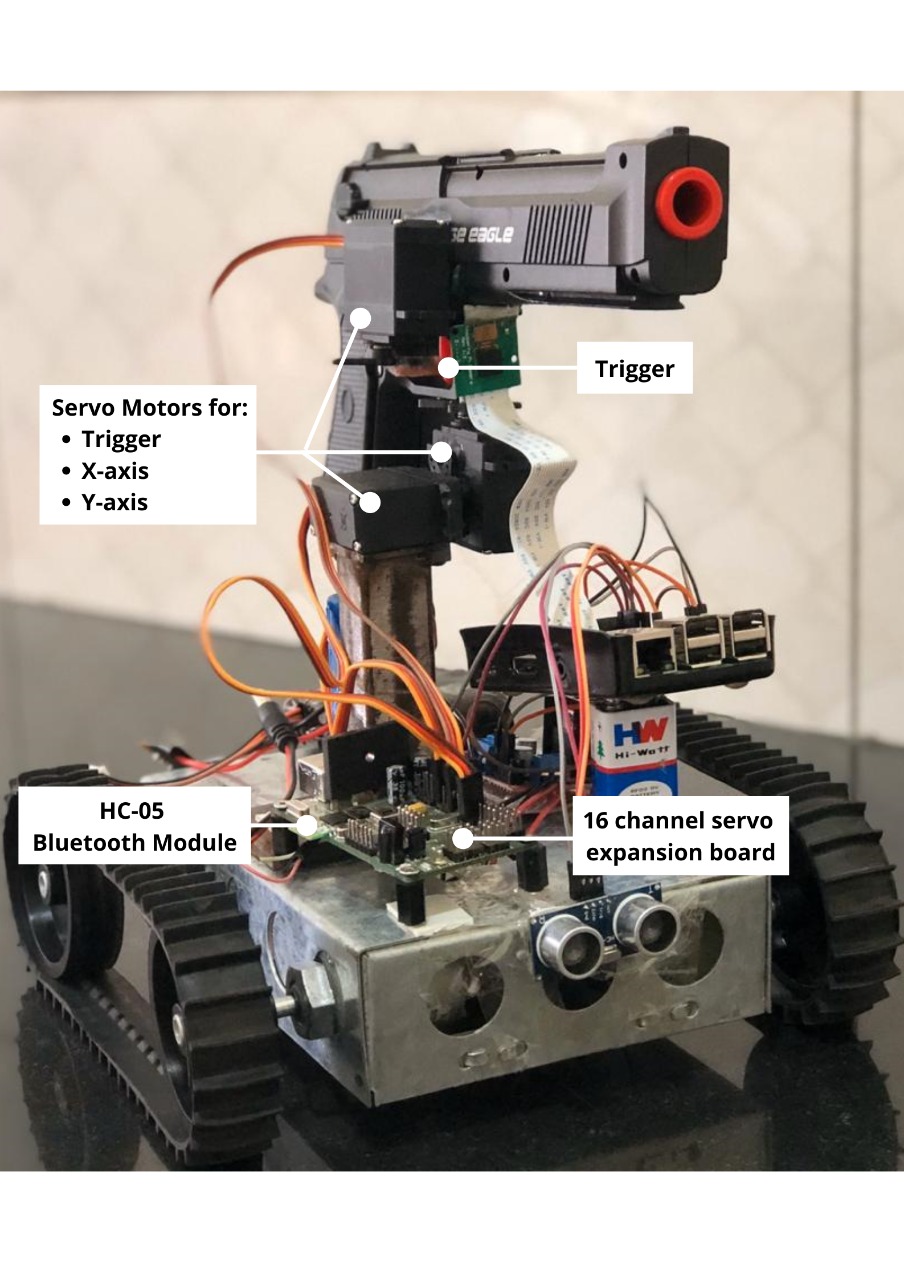 SE EAGLE
Trigger
Servo Motors for:
• Trigger
• X-axis
• Y-axis
HW
Hi-Watt
HC-05
Bluetooth Module
16 channel servo
expansion board